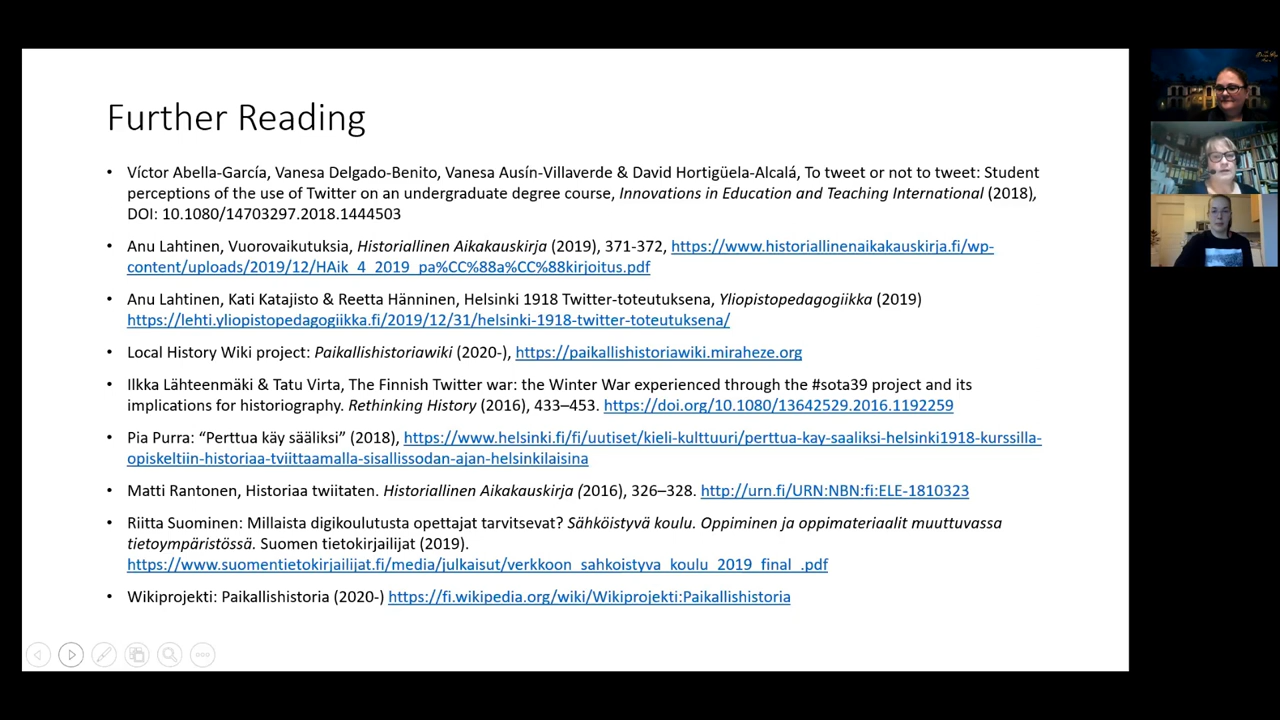 Further Reading
• Víctor Abella-García, Vanesa Delgado-Benito, Vanesa Ausín-Villaverde & David Hortigüela-Alcalá, To tweet or not to tweet: Student
perceptions of the use of Twitter on an undergraduate degree course, Innovations in Education and Teaching International (2018),
DOI: 10.1080/14703297.2018.1444503
• Anu Lahtinen, Vuorovaikutuksia, Historiallinen Aikakauskirja (2019), 371-372, https://www.historiallinenaikakauskirja.fi/wp-
content/uploads/2019/12/HAik_4_2019_pa%CC%88a%CC%88kirjoitus.pdf
• Anu Lahtinen, Kati Katajisto & Reetta Hänninen, Helsinki 1918 Twitter-toteutuksena, Yliopistopedagogiikka (2019)
https://lehti.yliopistopedagogiikka.fi/2019/12/31/helsinki-1918-twitter-toteutuksena/
• Local History Wiki project: Paikallishistoriawiki (2020-), https://paikallishistoriawiki.miraheze.org
• Ilkka Lähteenmäki & Tatu Virta, The Finnish Twitter war: the Winter War experienced through the #sota39 project and its
implications for historiography. Rethinking History (2016), 433–453. https://doi.org/10.1080/13642529.2016.1192259
• Pia Purra: “Perttua käy sääliksi” (2018), https://www.helsinki.fi/fi/uutiset/kieli-kulttuuri/perttua-kay-saaliksi-helsinki1918-kurssilla-
opiskeltiin-historiaa-tviittaamalla-sisallissodan-ajan-helsinkilaisina
• Matti Rantonen, Historiaa twiitaten. Historiallinen Aikakauskirja (2016), 326–328. http://urn.fi/URN:NBN:fi:ELE-1810323
• Riitta Suominen: Millaista digikoulutusta opettajat tarvitsevat? Sähköistyvä koulu. Oppiminen ja oppimateriaalit muuttuvassa
tietoympäristössä. Suomen tietokirjailijat (2019).
https://www.suomentietokirjailijat.fi/media/julkaisut/verkkoon_sahkoistyva_koulu_2019_final_.pdf
• Wikiprojekti: Paikallishistoria (2020-) https://fi.wikipedia.org/wiki/Wikiprojekti:Paikallishistoria